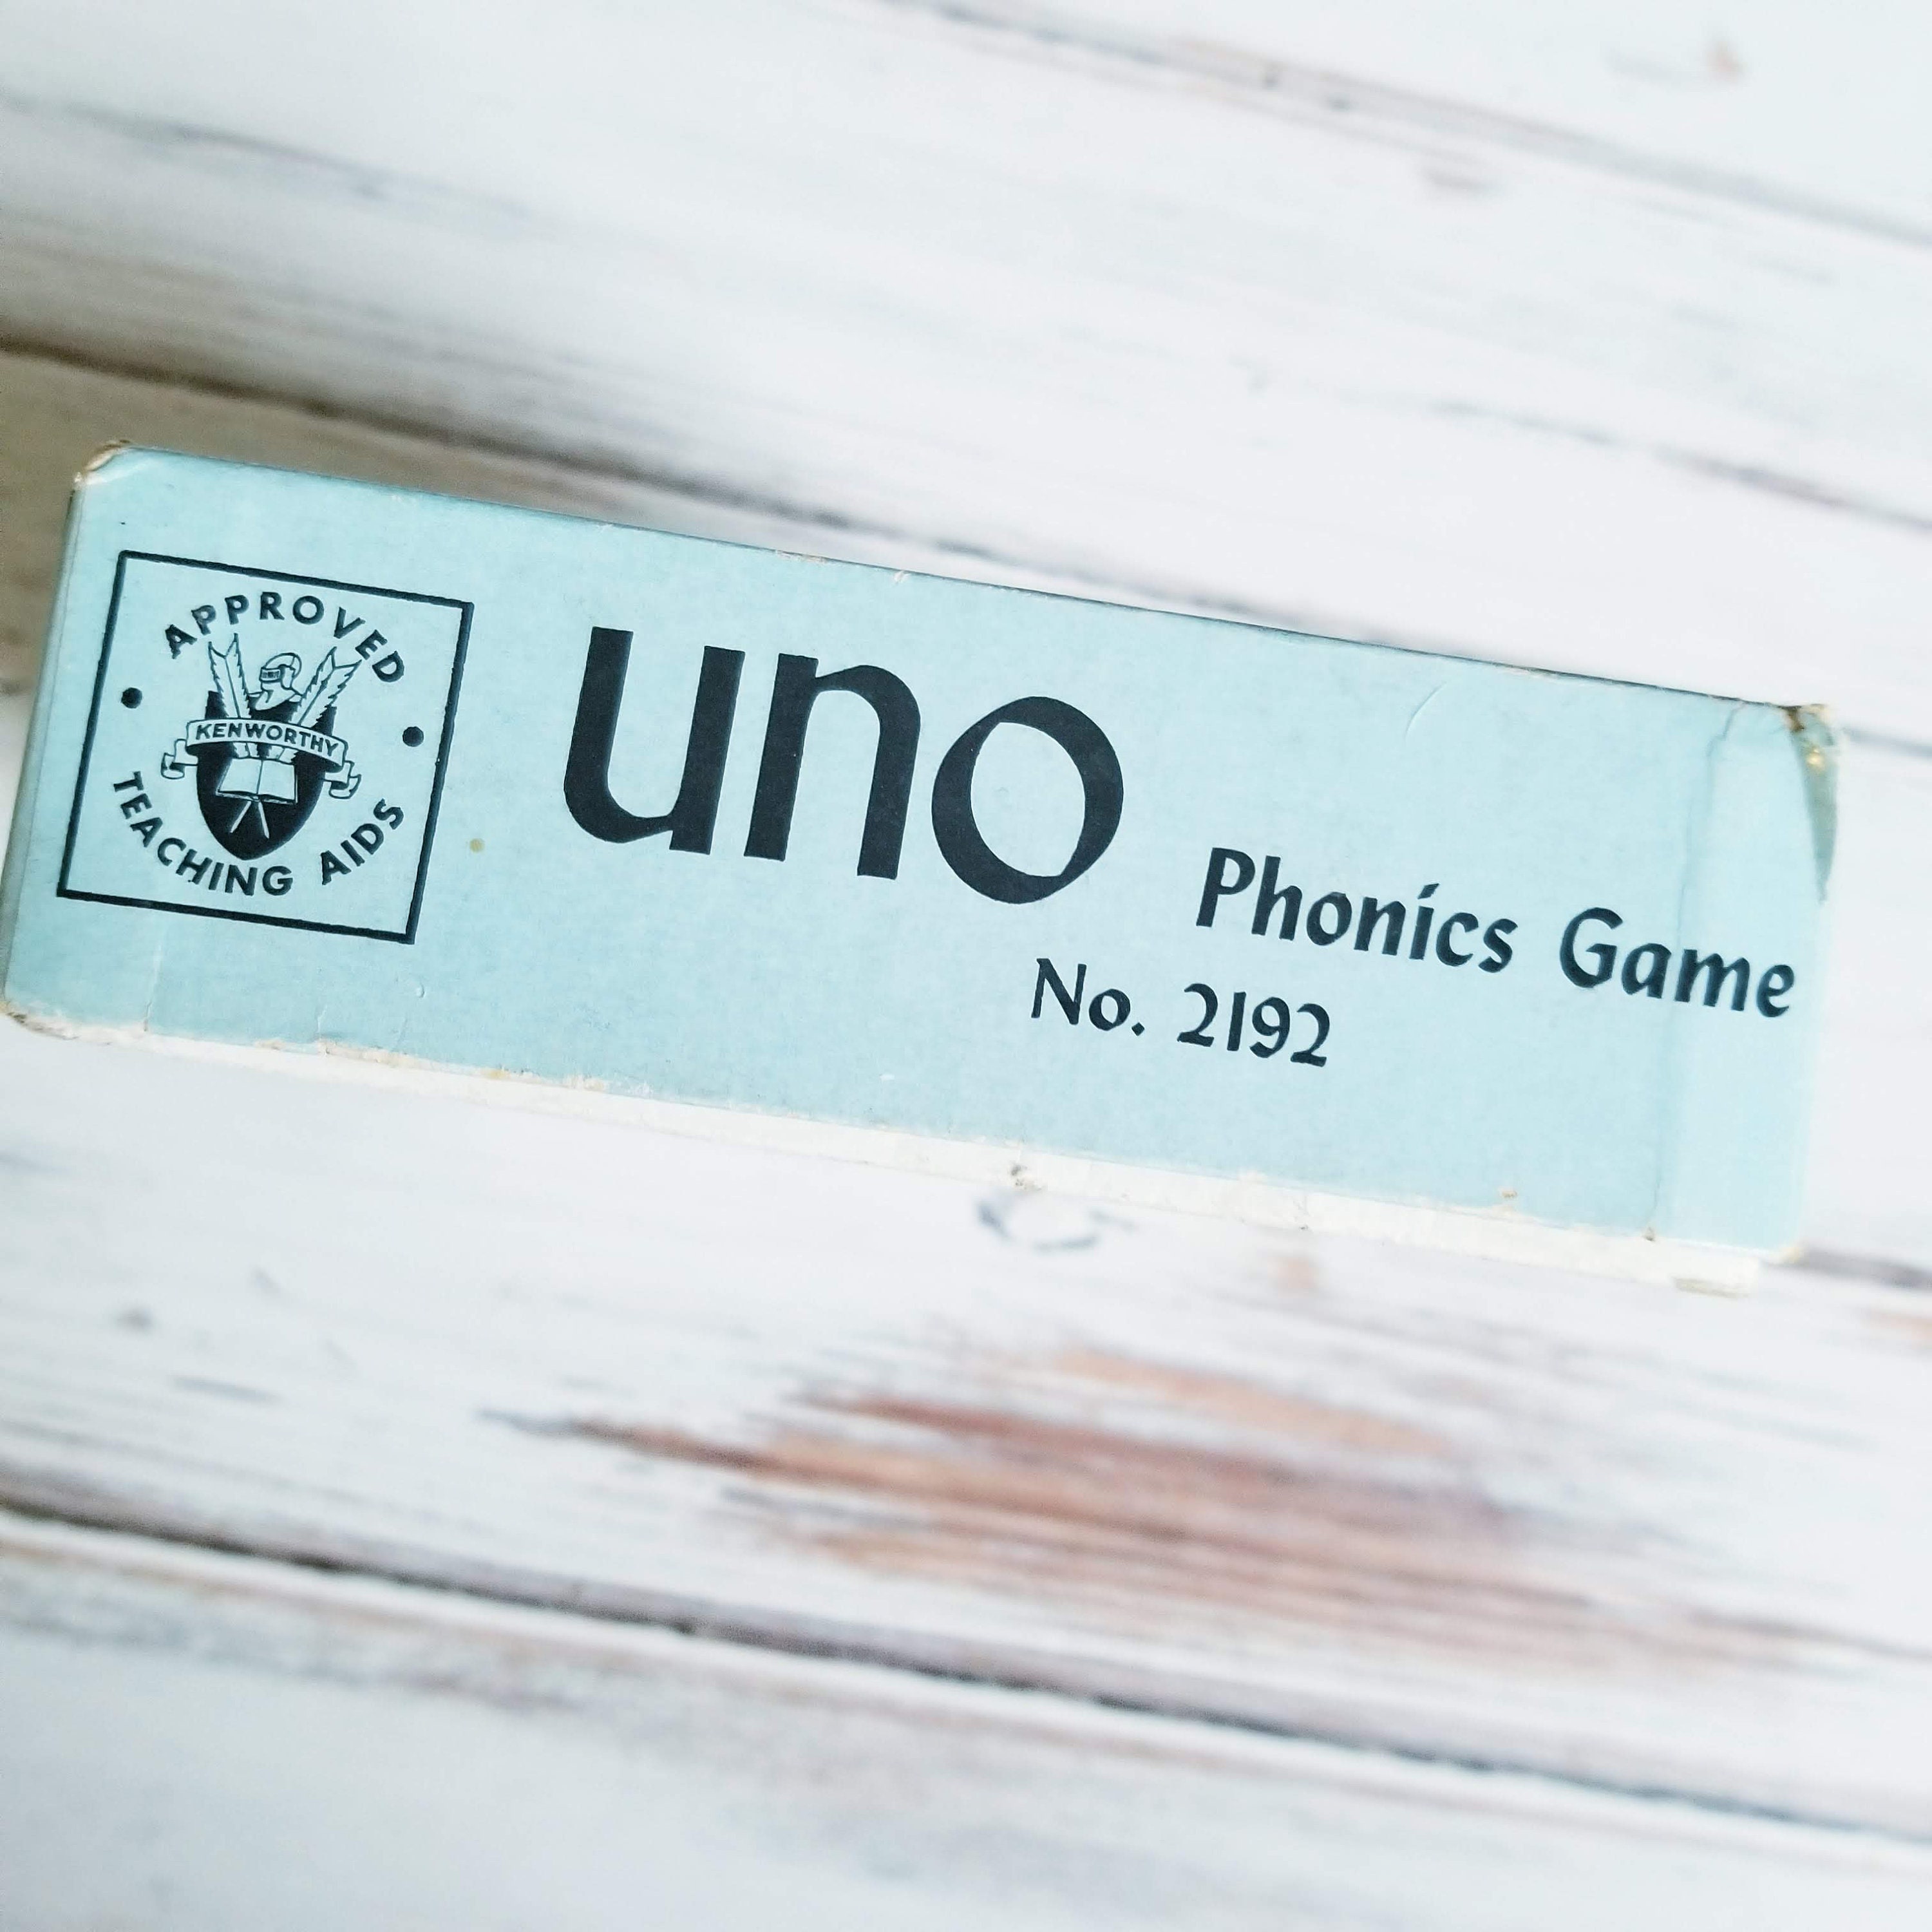 APPROVED
KENWORTHY
TEACHING AIDS
uno Phonics Game
No. 2192